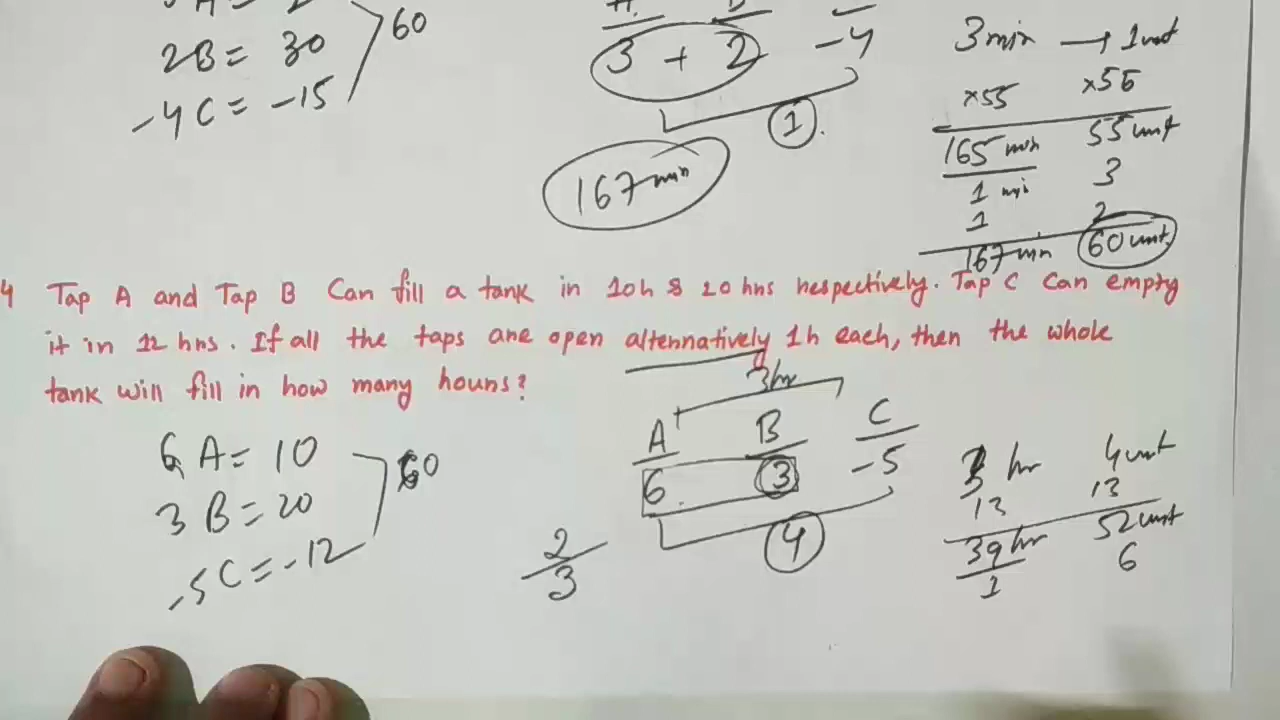 2B = 30
60
-4C = -15
3 + 2 -4
1
167 min
3 min → 1 unit
×55 ×55
165 min 55 unit
1 min 3
1 2
167 min 60 unit
4 Tap A and Tap B Can fill a tank in 10h & 20 hrs respectively. Tap C Can empty
it in 12 hrs. If all the taps are open alternatively 1h each, then the whole
tank will fill in how many hours?
3hr
A B C
6 3 -5
4
6 A = 10
3 B = 20
-5 C = -12
60
2
3
3 hr 4 unit
13 13
39 hr 52 unit
1 6